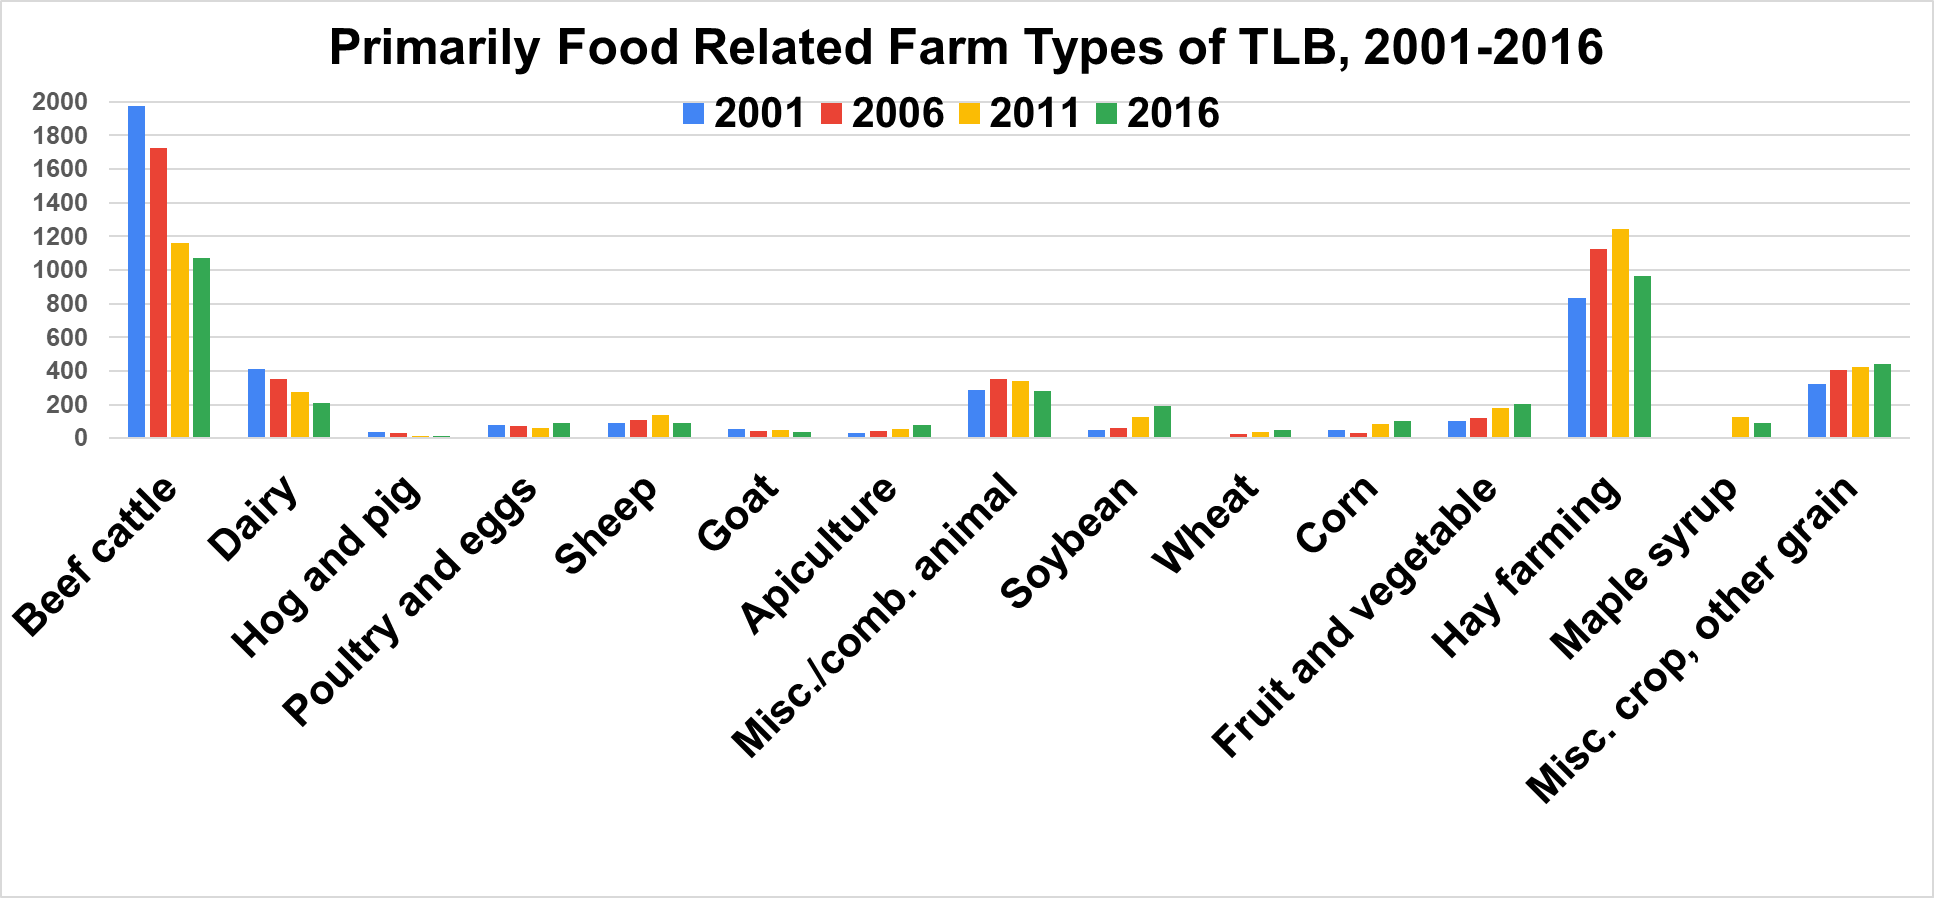 Primarily Food Related Farm Types of TLB, 2001-2016
2001 2006 2011 2016
2000
1800
1600
1400
1200
1000
800
600
400
200
0
Beef cattle
Dairy
Hog and pig
Poultry and eggs
Sheep
Goat
Apiculture
Misc./comb. animal
Soybean
Wheat
Corn
Fruit and vegetable
Hay farming
Maple syrup
Misc. crop, other grain